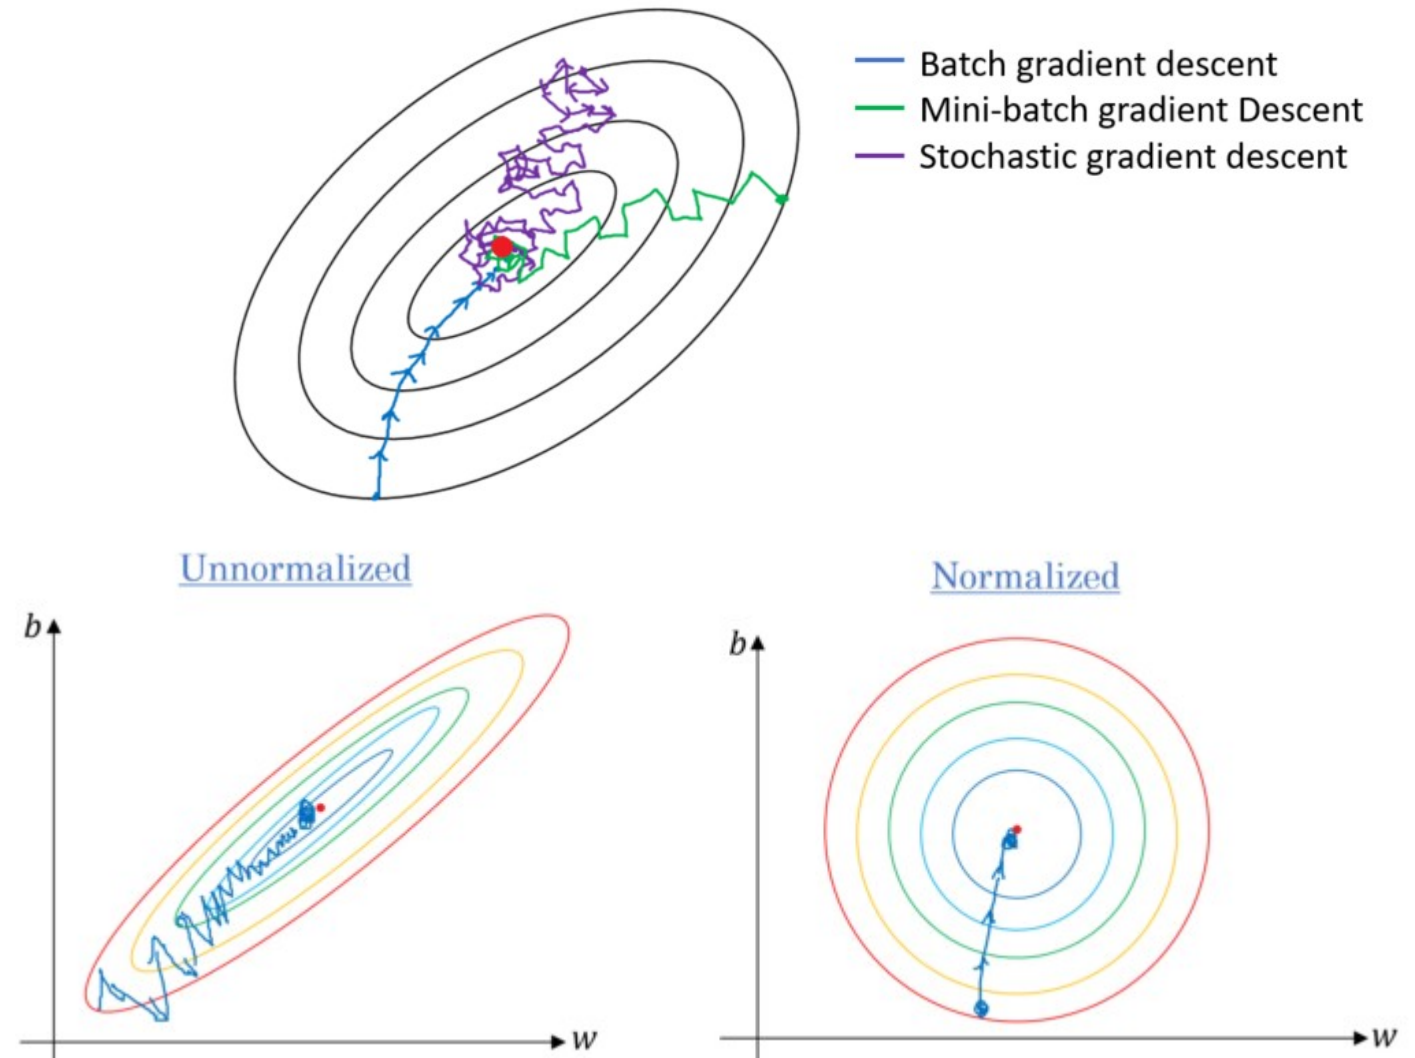 Batch gradient descent
Mini-batch gradient Descent
Stochastic gradient descent
Unnormalized
Normalized
b
b
w
w